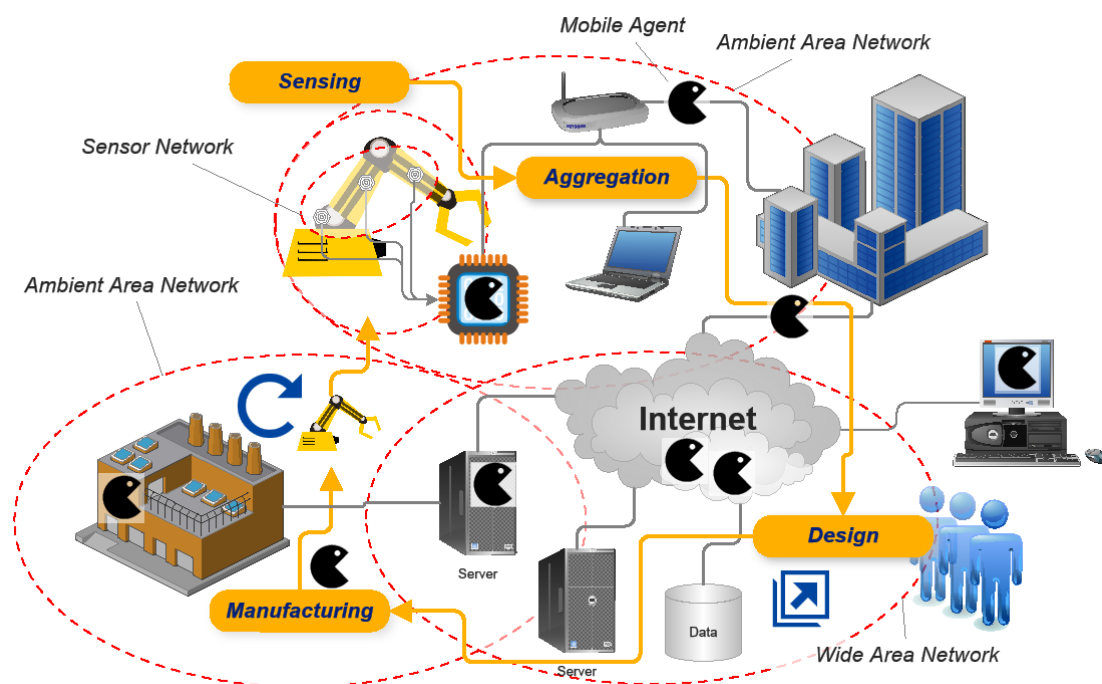 Mobile Agent
Ambient Area Network
Sensing
Sensor Network
Aggregation
Ambient Area Network
Internet
Design
Server
Manufacturing
Data
Server
Wide Area Network